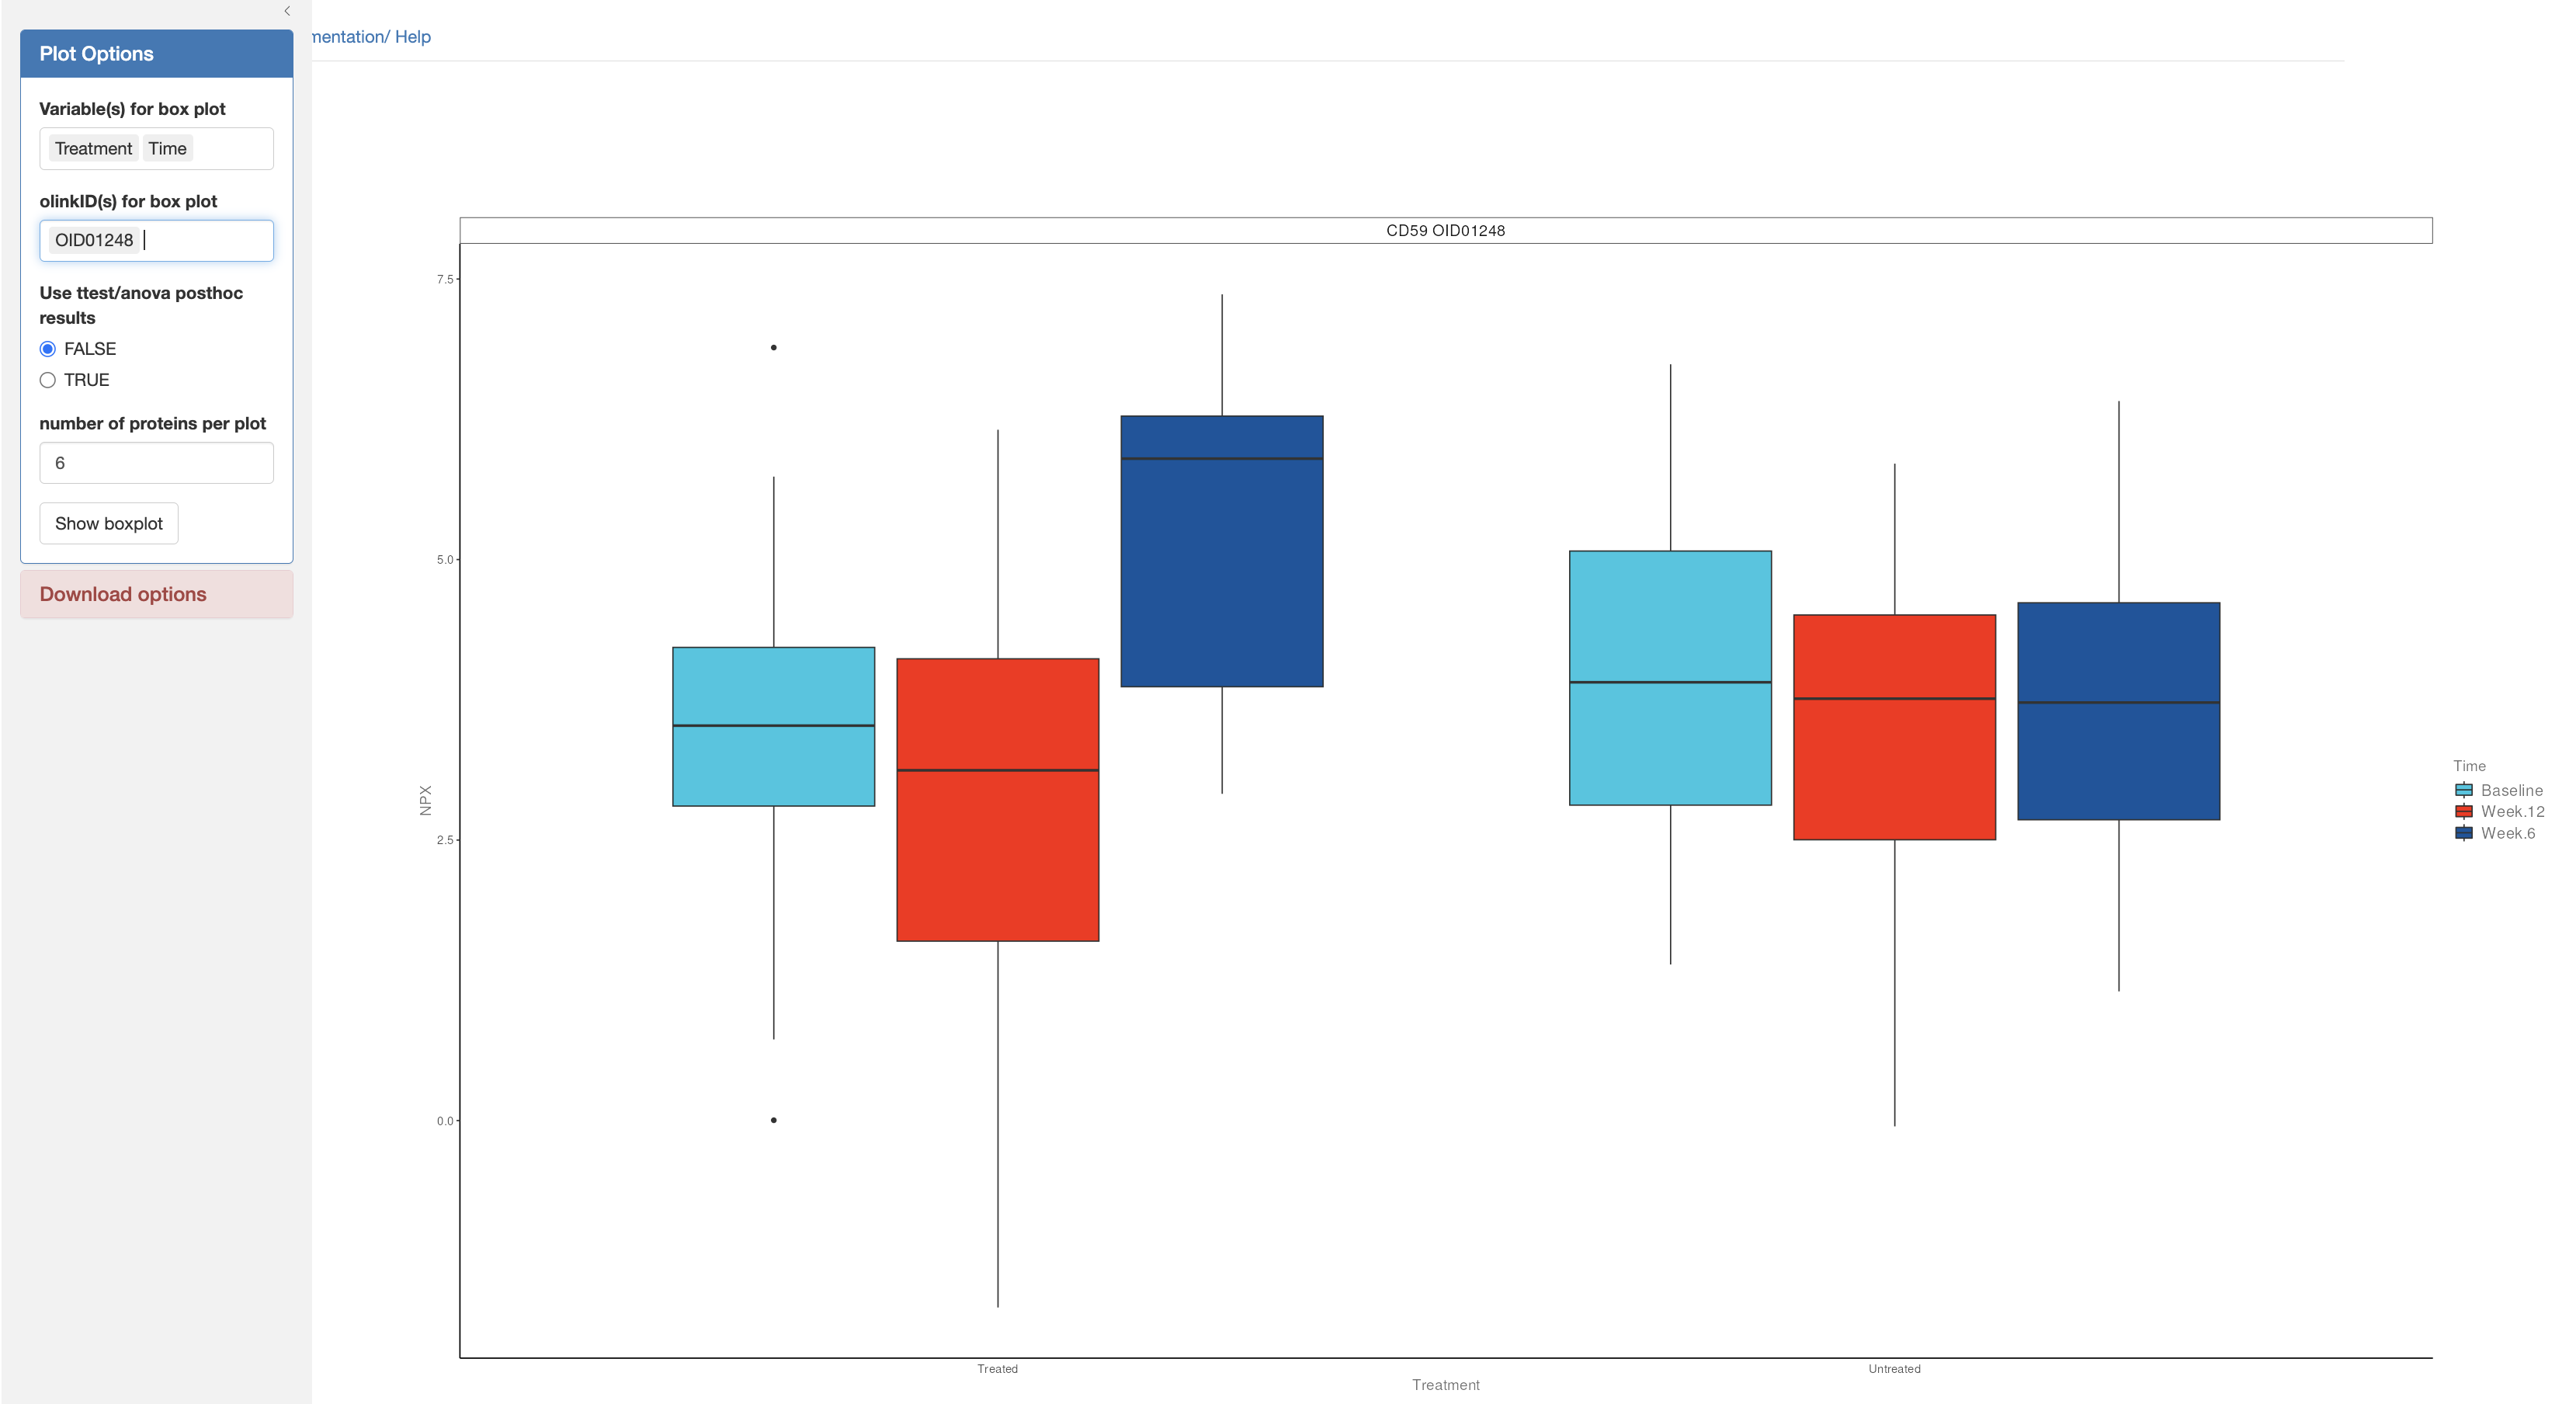 mentation/ Help
Plot Options
Variable(s) for box plot
Treatment Time
olinkID(s) for box plot
OID01248
Use ttest/anova posthoc
results
FALSE
TRUE
number of proteins per plot
6
Show boxplot
Download options
CD59 OID01248
7.5
5.0
2.5
0.0
NPX
Treated
Untreated
Treatment
Time
Baseline
Week.12
Week.6